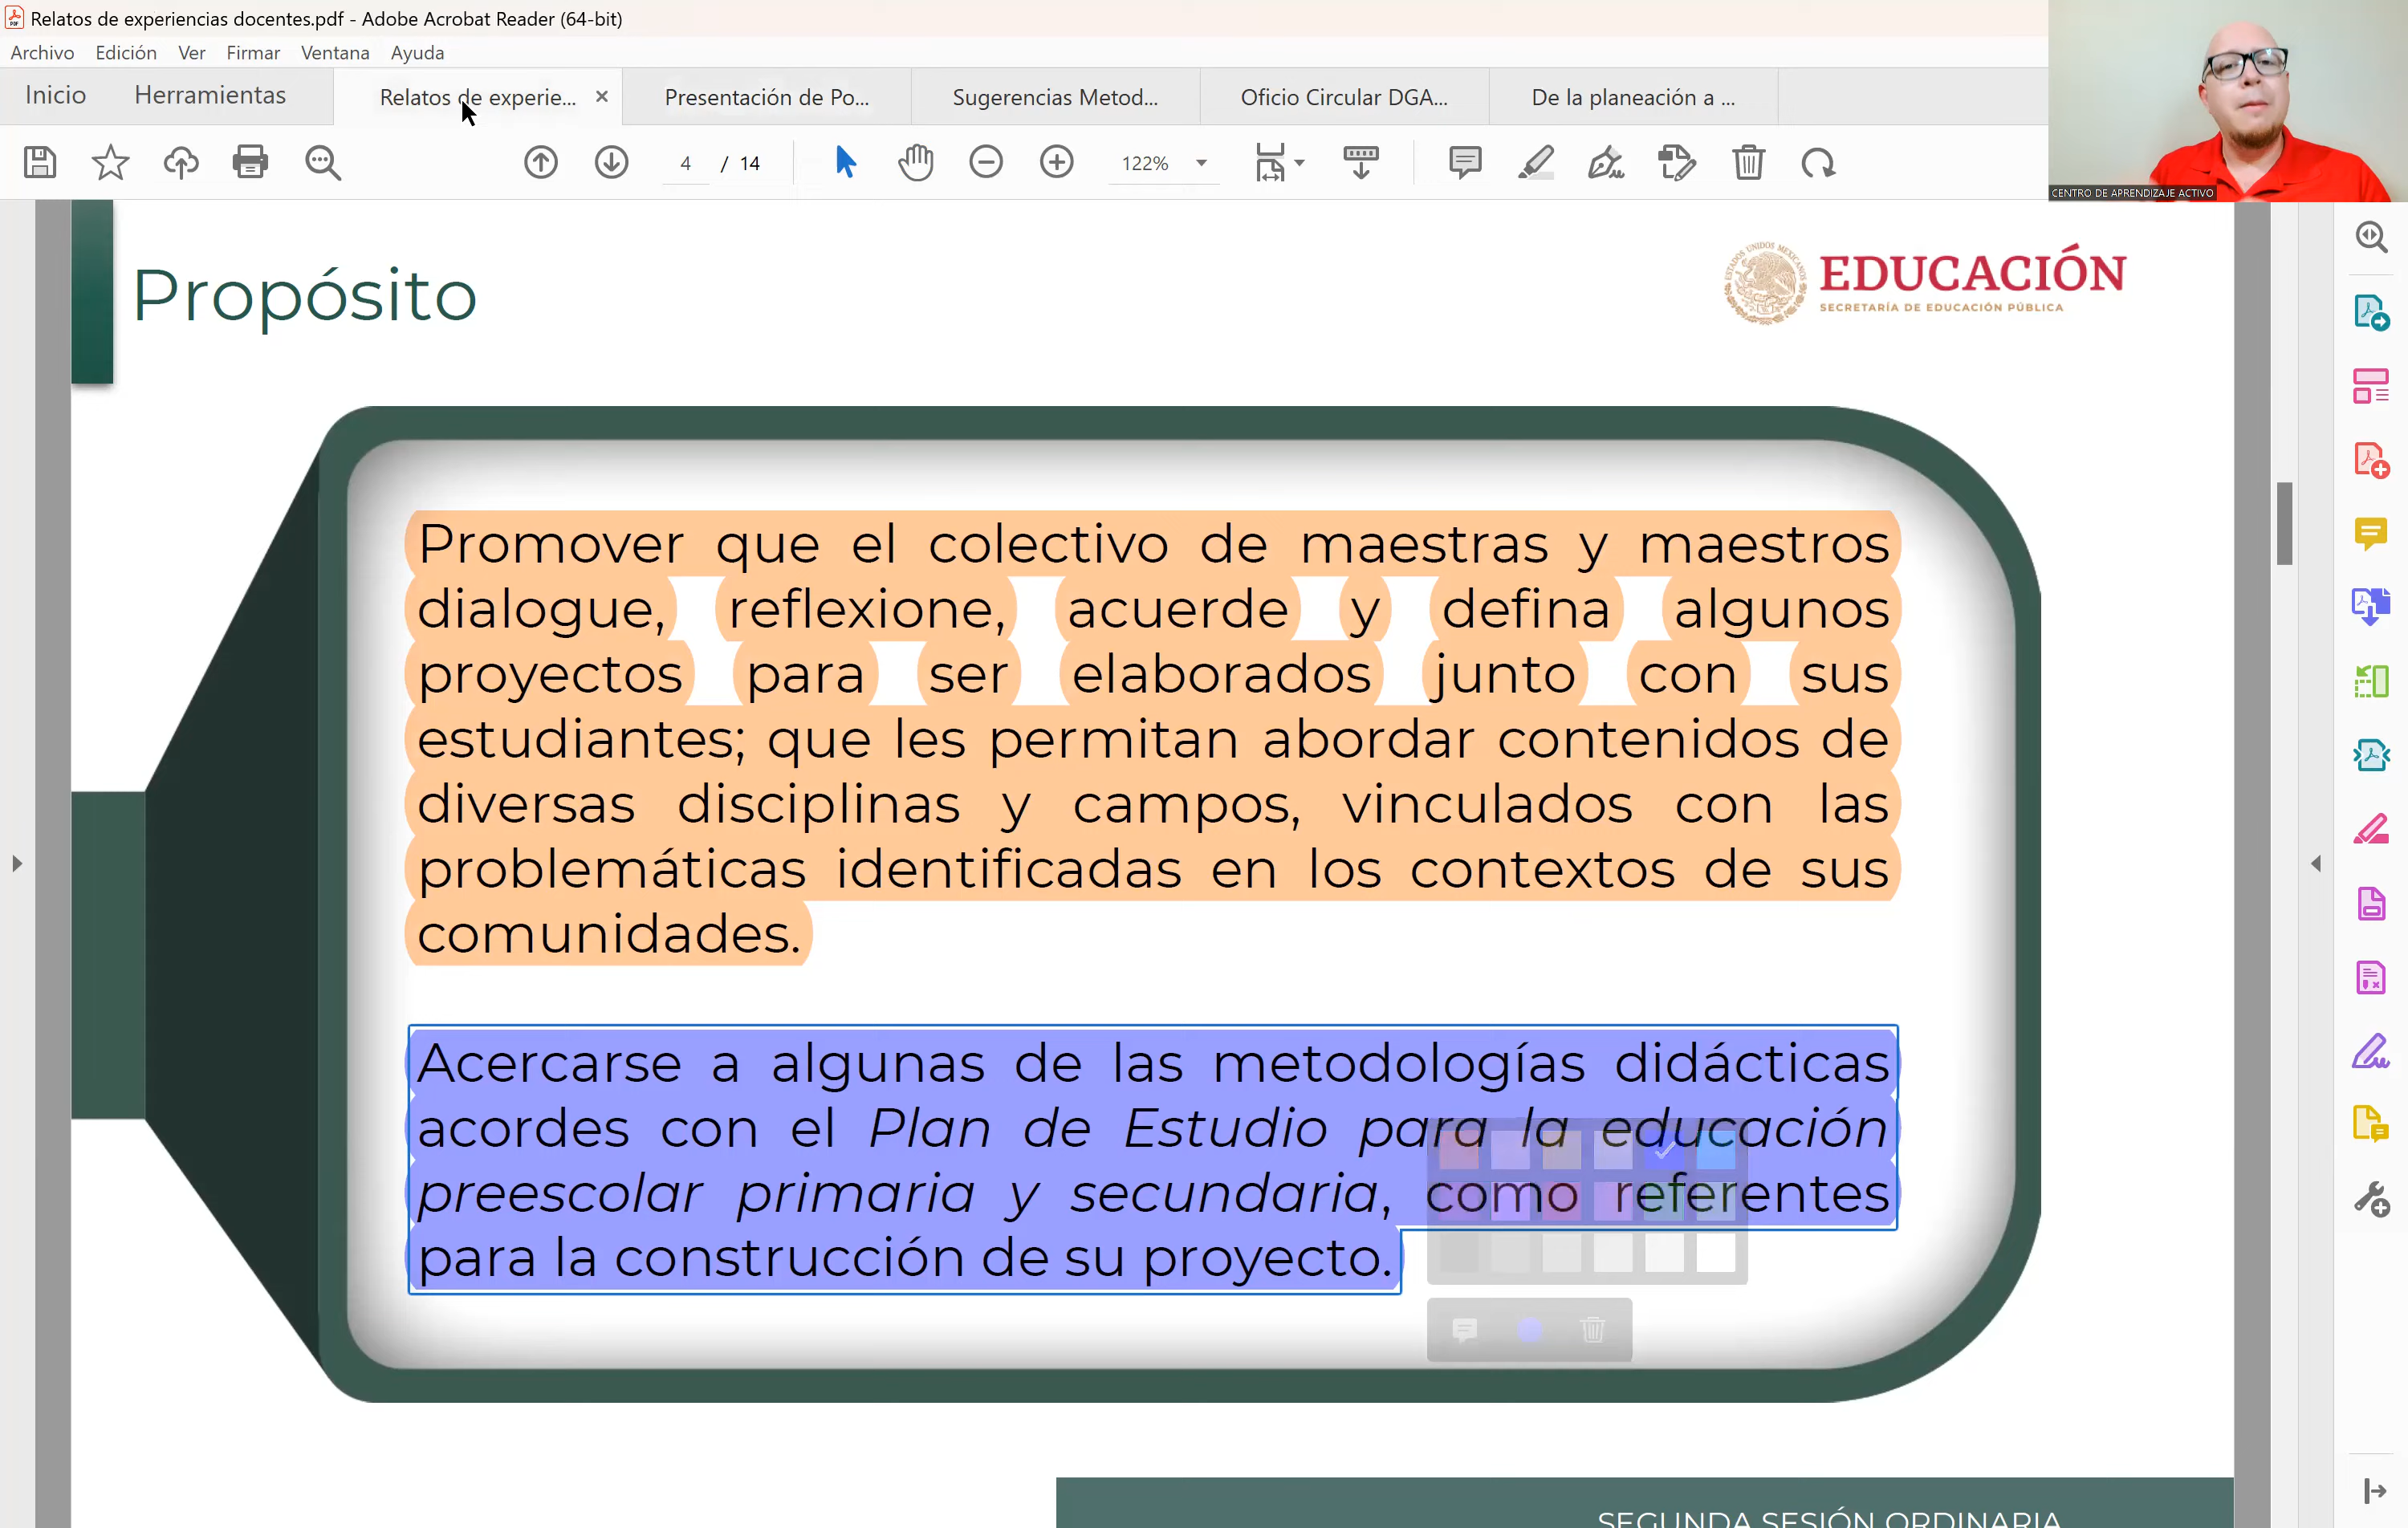 Relatos de experiencias docentes.pdf - Adobe Acrobat Reader (64-bit)
Archivo Edición Ver Firmar Ventana Ayuda
Inicio Herramientas Relatos de experie... Presentación de Po... Sugerencias Metod... Oficio Circular DGA... De la planeación a ...
4 / 14 122%
CENTRO DE APRENDIZAJE ACTIVO
Propósito
ESTADOS UNIDOS MEXICANOS
EDUCACIÓN
SECRETARÍA DE EDUCACIÓN PÚBLICA
Promover que el colectivo de maestras y maestros
dialogue, reflexione, acuerde y defina algunos
proyectos para ser elaborados junto con sus
estudiantes; que les permitan abordar contenidos de
diversas disciplinas y campos, vinculados con las
problemáticas identificadas en los contextos de sus
comunidades.
Acercarse a algunas de las metodologías didácticas
acordes con el Plan de Estudio para la educación
preescolar primaria y secundaria, como referentes
para la construcción de su proyecto.
SEGUNDA SESIÓN ORDINARIA